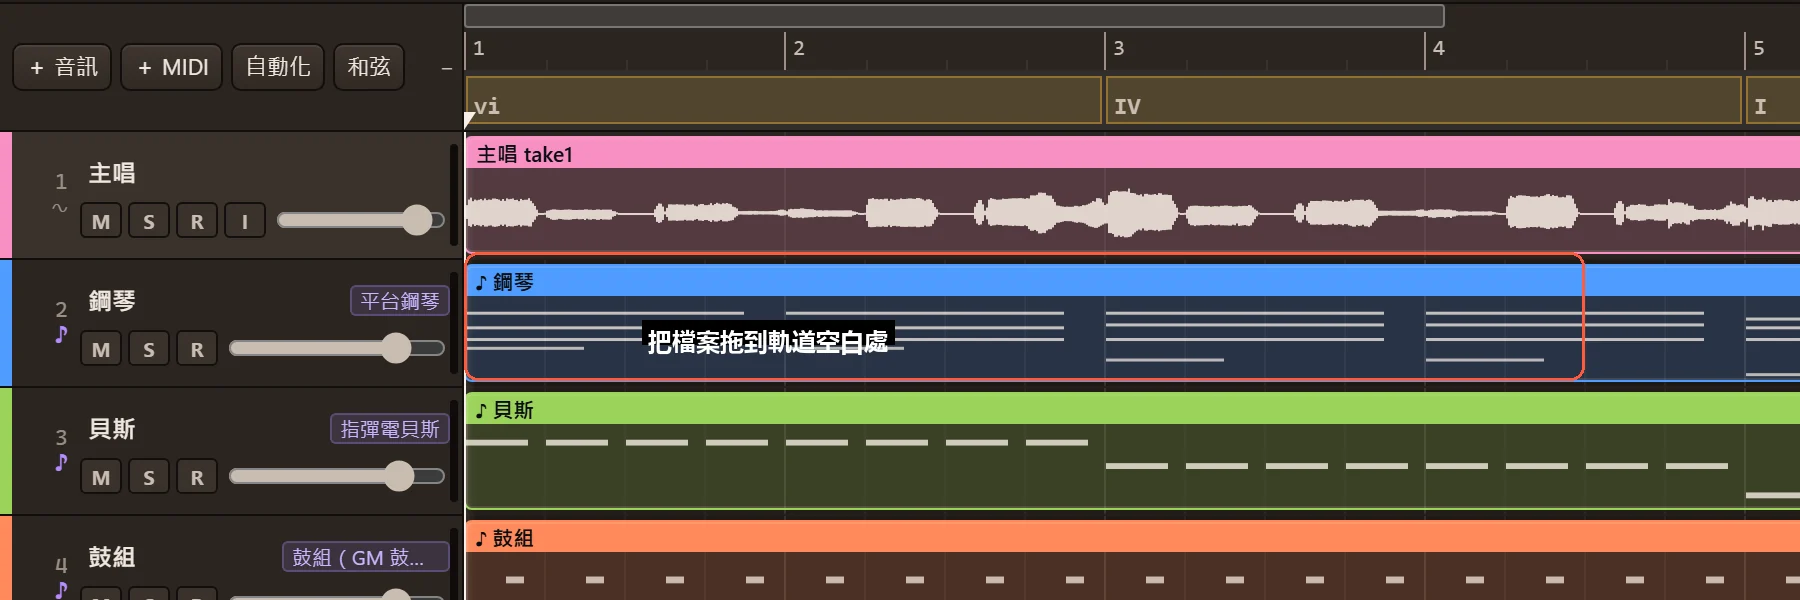 + 音訊 + MIDI 自動化 和弦 –
1 2 3 4 5
vi IV I
1 主唱
M S R I
主唱 take1
2 鋼琴 平台鋼琴
♪ M S R
♪ 鋼琴
把檔案拖到軌道空白處
3 貝斯 指彈電貝斯
♪ M S R
♪ 貝斯
4 鼓組 鼓組（GM 鼓...
♪ 鼓組